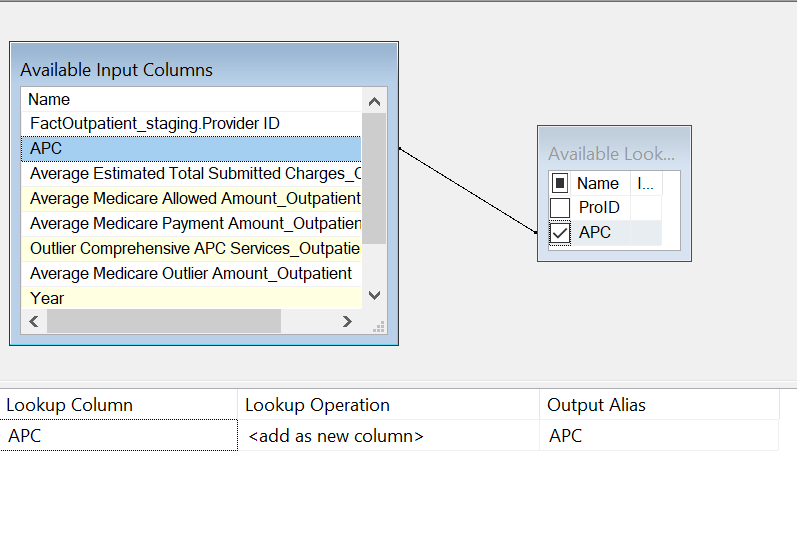 Available Input Columns
Name
FactOutpatient_staging.Provider ID
APC
Average Estimated Total Submitted Charges_
Average Medicare Allowed Amount_Outpatient
Average Medicare Payment Amount_Outpatien
Outlier Comprehensive APC Services_Outpatie
Average Medicare Outlier Amount_Outpatient
Year
Available Look...
Name I...
ProID
APC
Lookup Column Lookup Operation Output Alias
APC <add as new column> APC